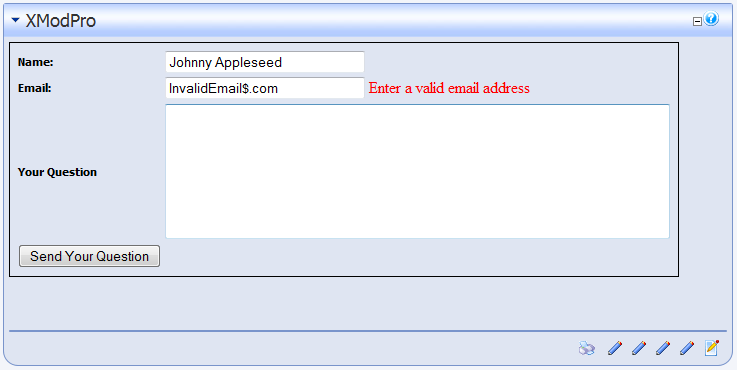 XModPro
Name: Johnny Appleseed
Email: InvalidEmail$.com Enter a valid email address
Your Question
Send Your Question